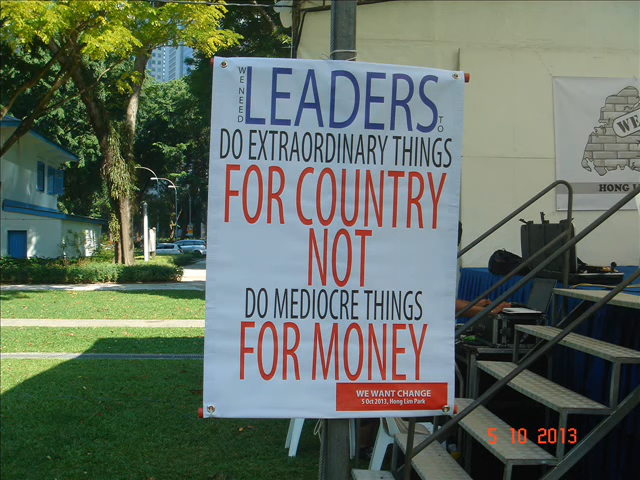 WE NEED LEADERS TO
DO EXTRAORDINARY THINGS
FOR COUNTRY
NOT
DO MEDIOCRE THINGS
FOR MONEY
WE WANT CHANGE
5 Oct 2013, Hong Lim Park
WE
HONG
5 10 2013